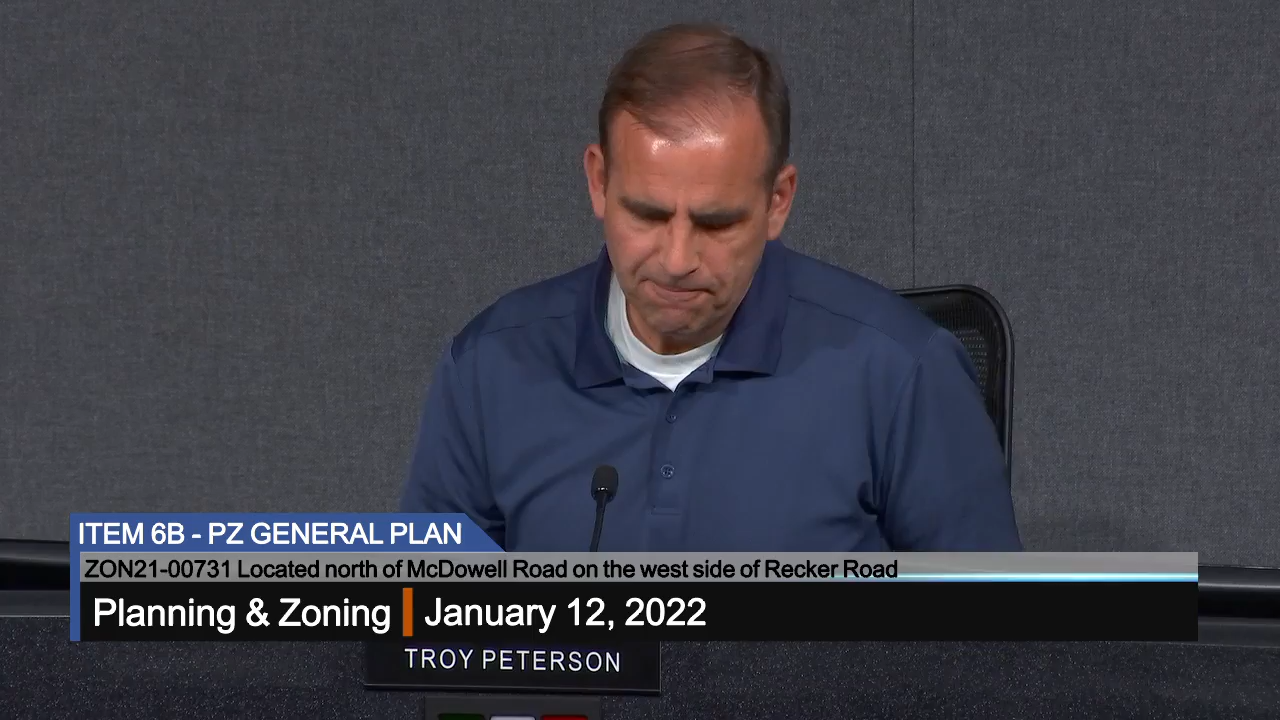 ITEM 6B - PZ GENERAL PLAN
ZON21-00731 Located north of McDowell Road on the west side of Recker Road
Planning & Zoning January 12, 2022
TROY PETERSON